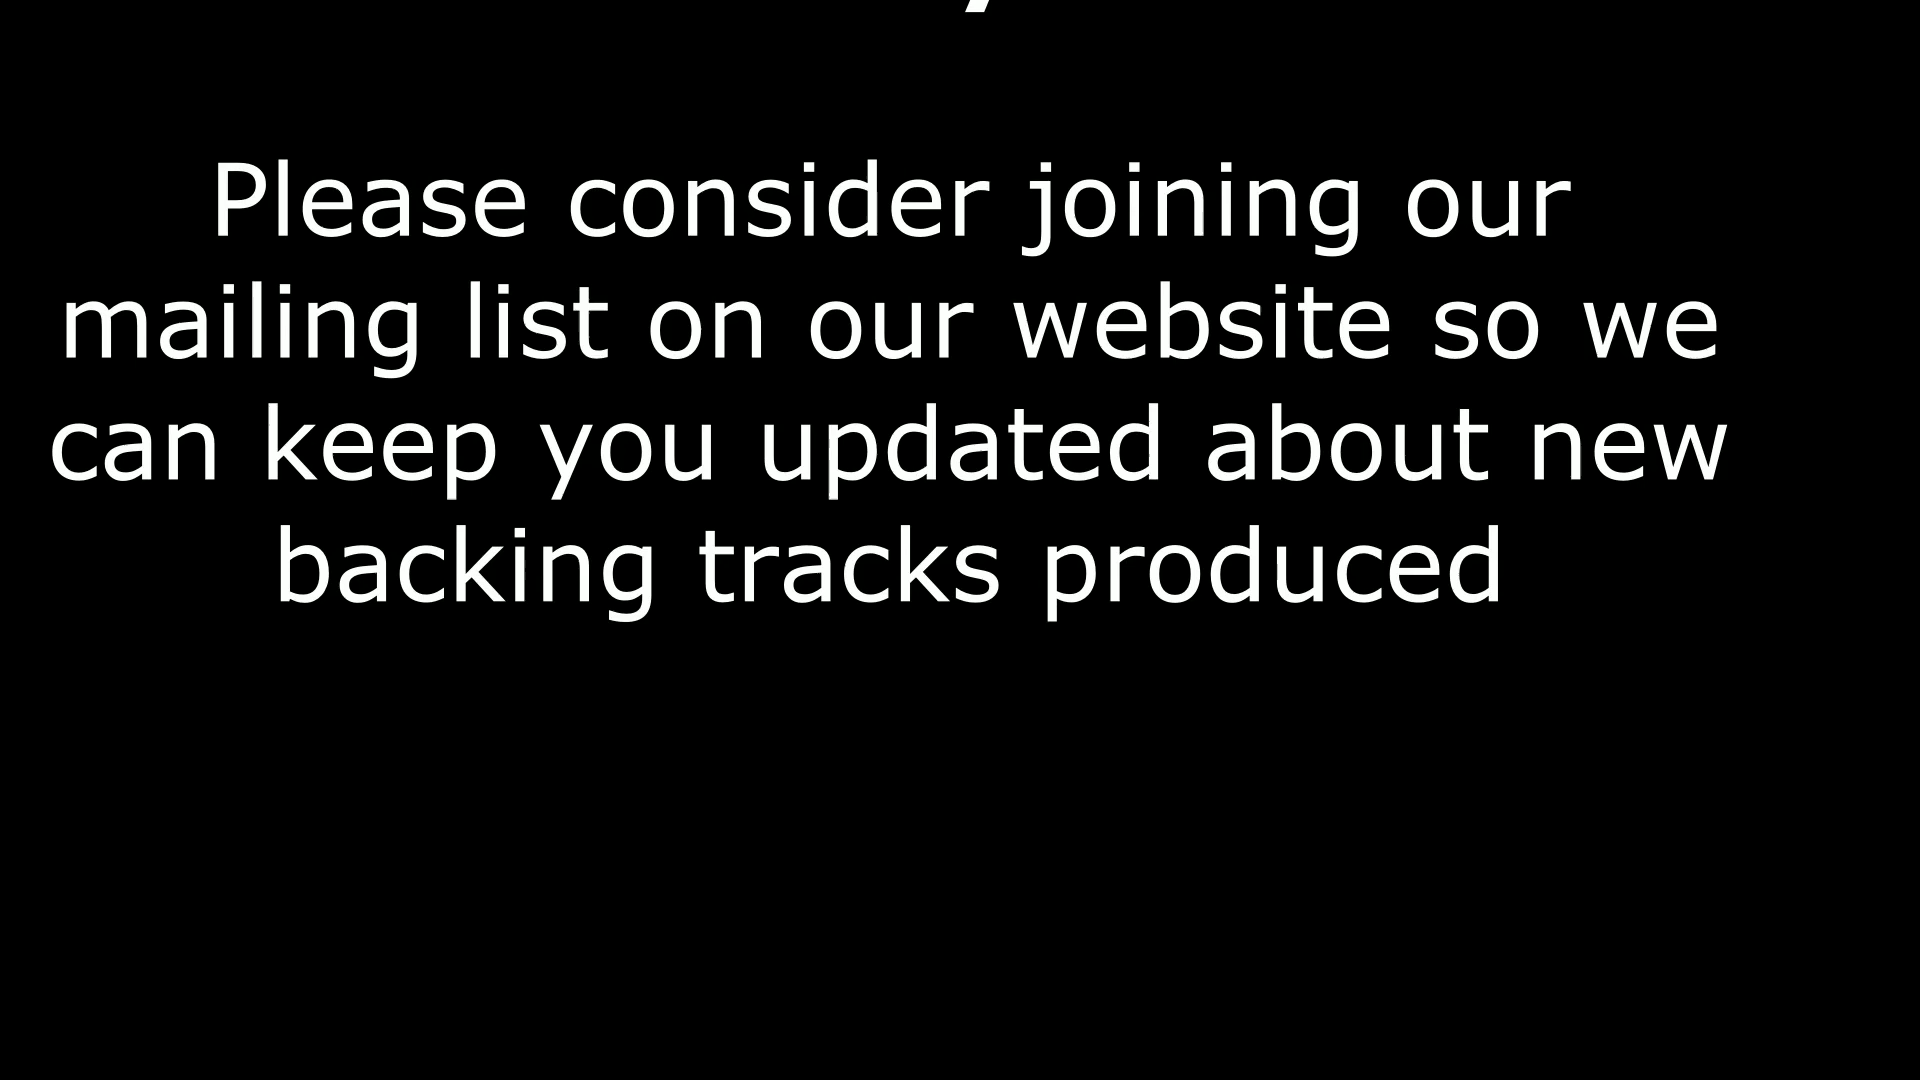 Please consider joining our
mailing list on our website so we
can keep you updated about new
backing tracks produced